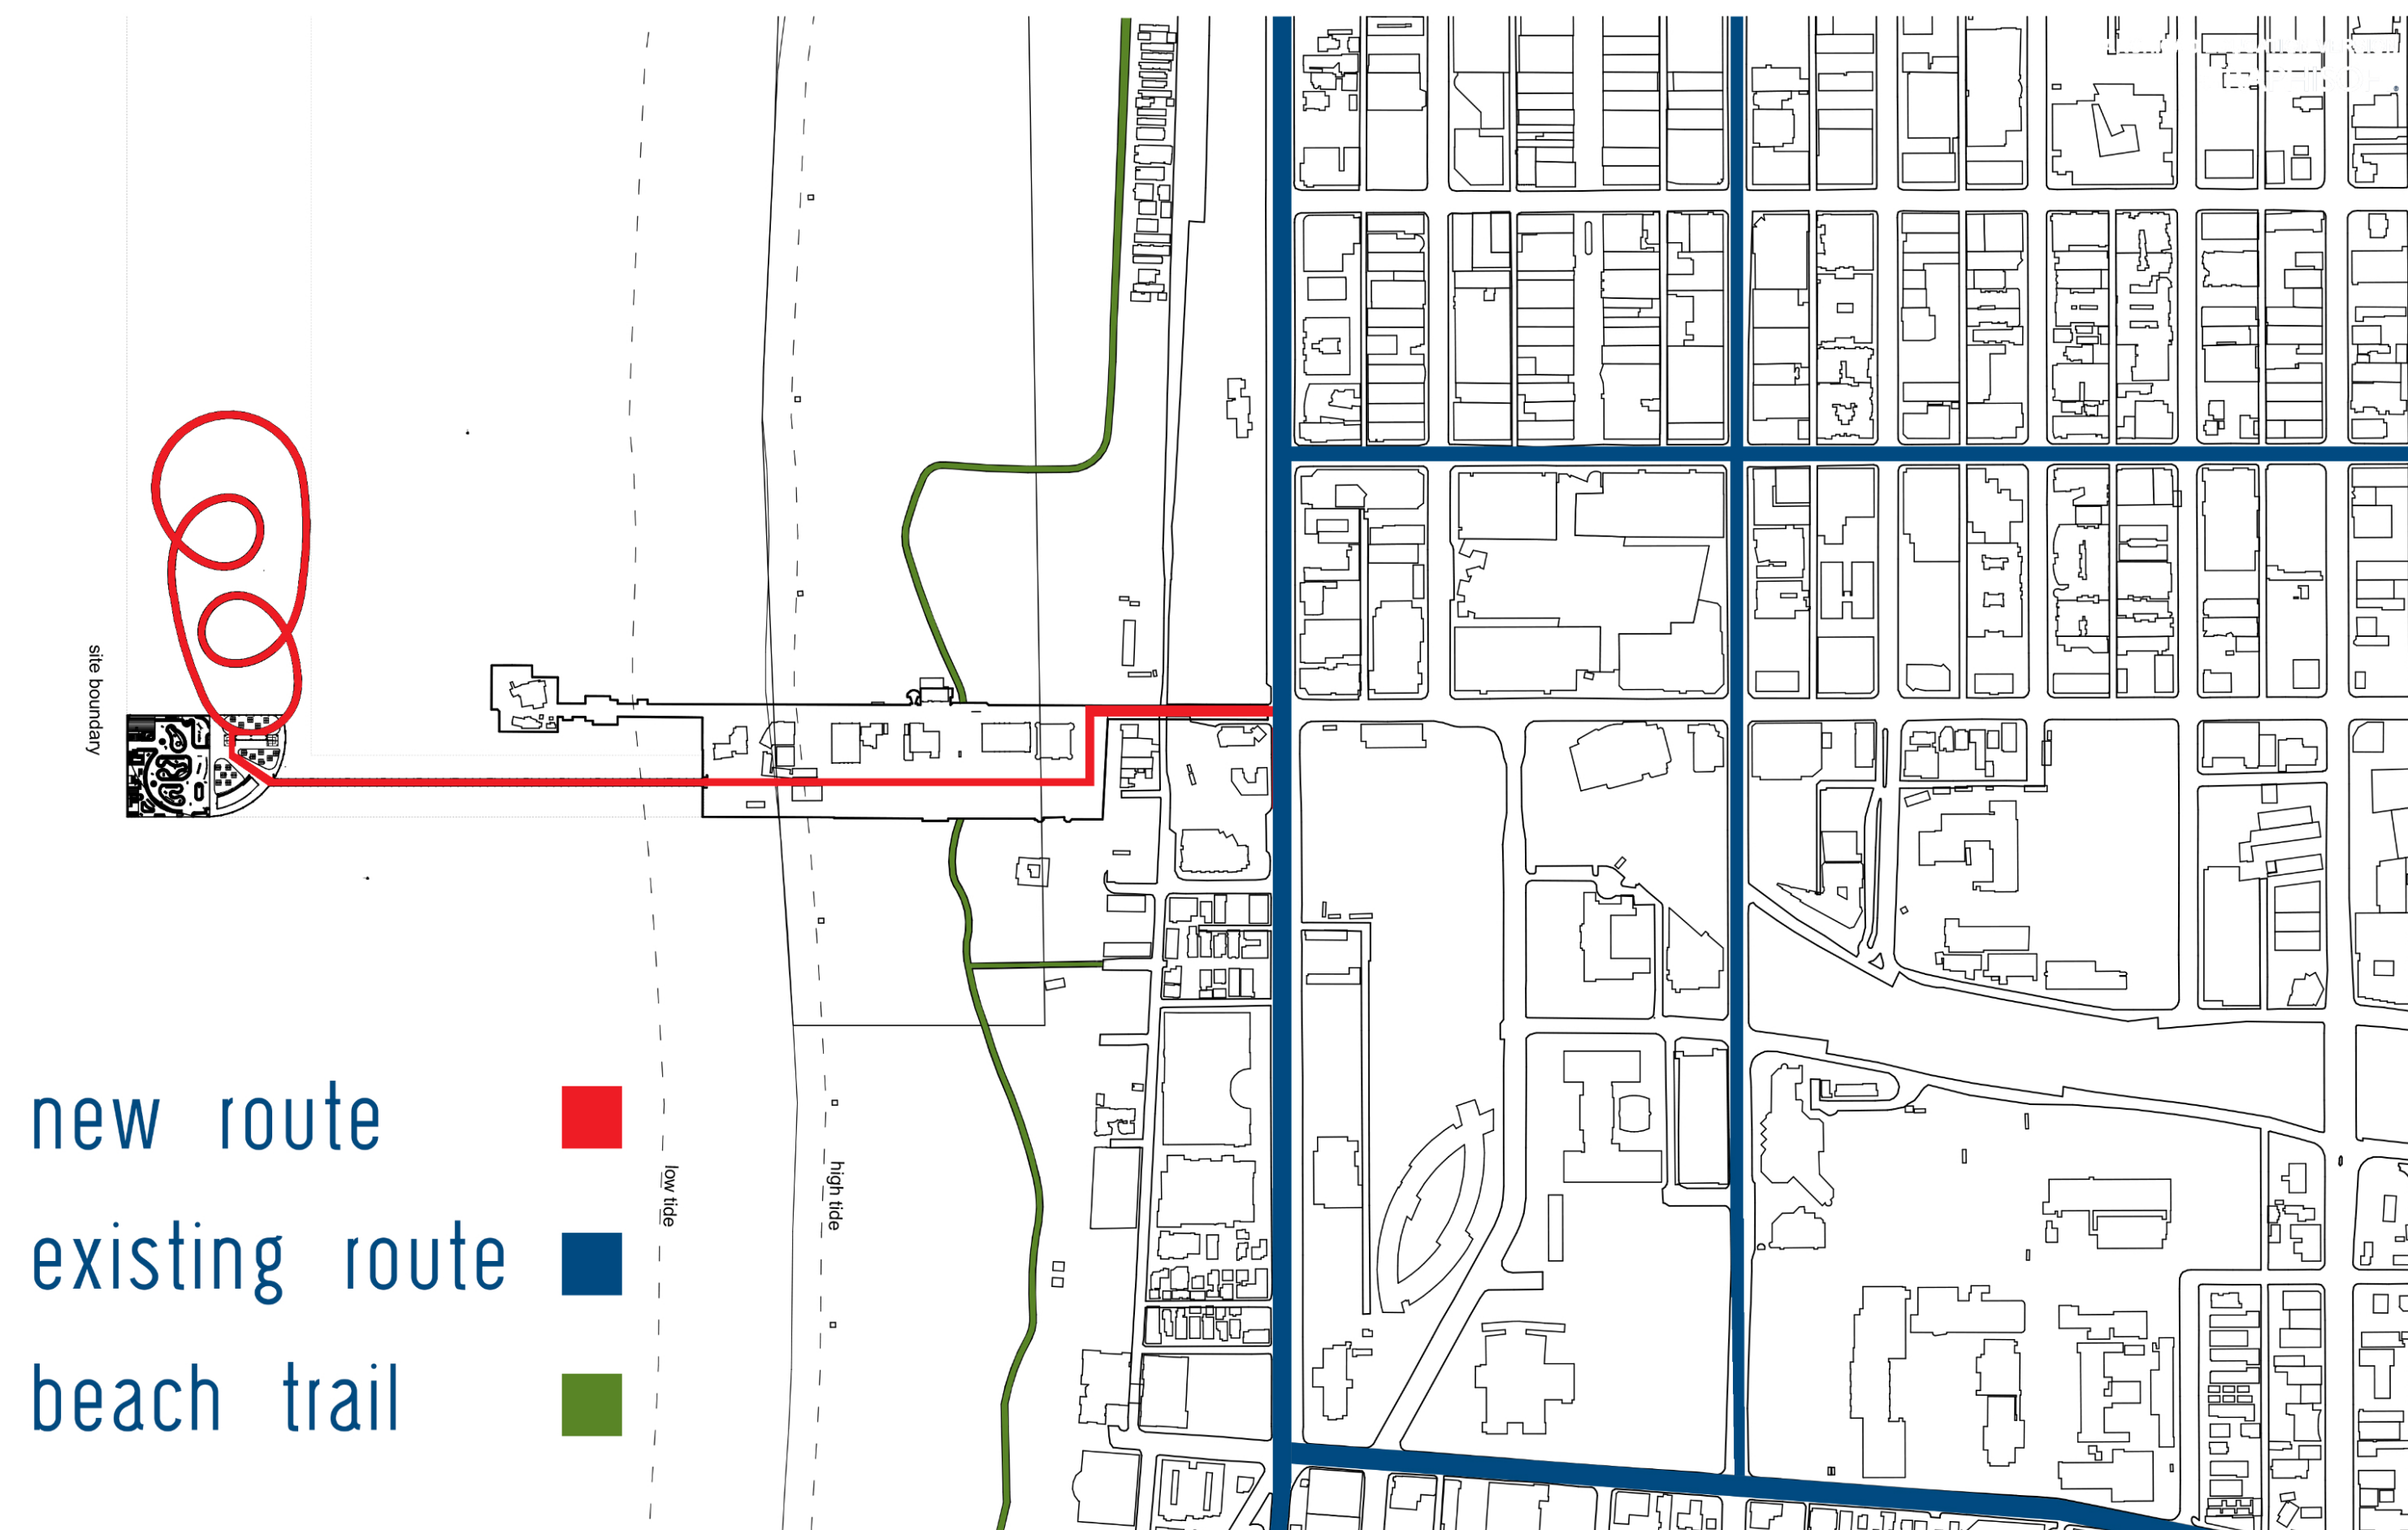 site boundary
new route
low tide
high tide
existing route
beach trail